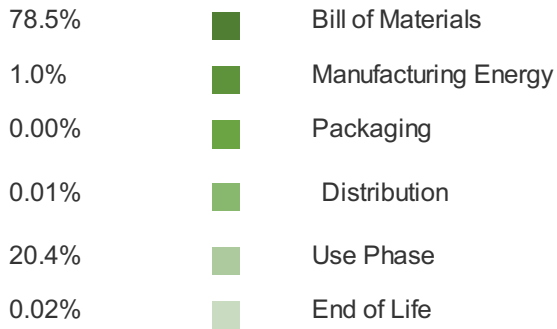 78.5% Bill of Materials
1.0% Manufacturing Energy
0.00% Packaging
0.01% Distribution
20.4% Use Phase
0.02% End of Life